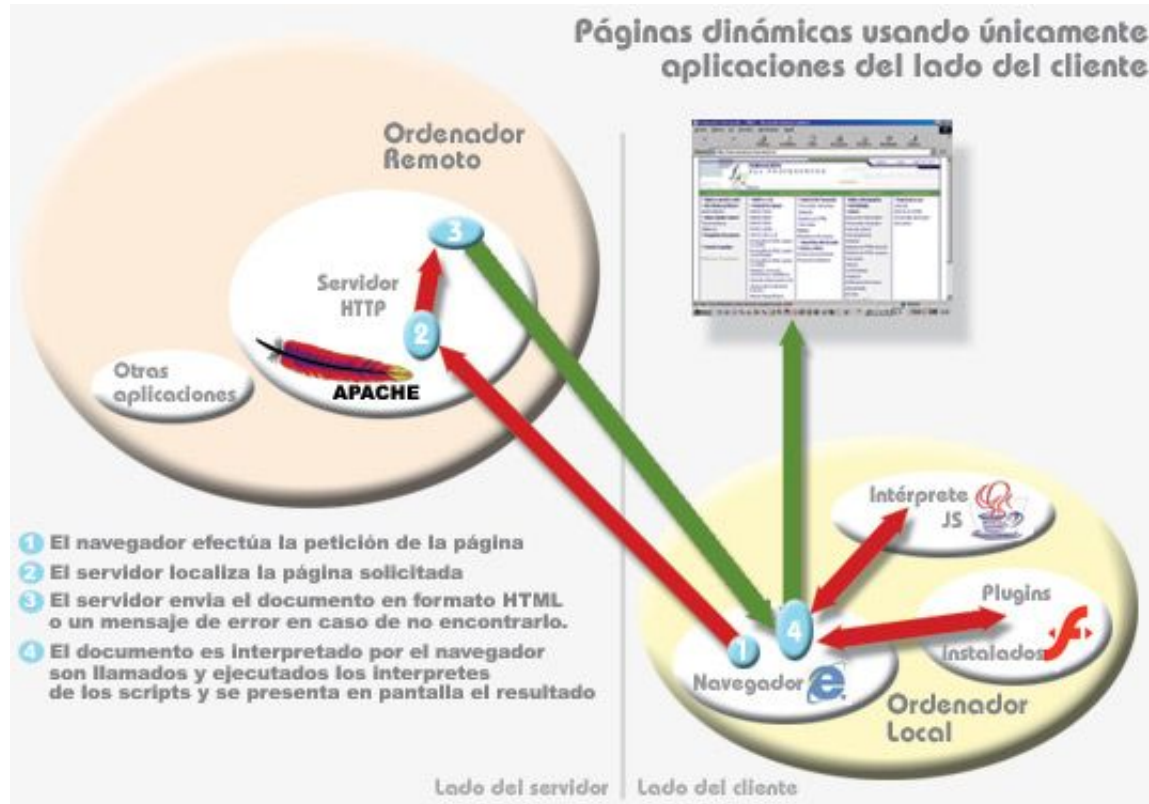 Páginas dinámicas usando únicamente
aplicaciones del lado del cliente
Ordenador
Remoto
3
Servidor
HTTP
2
APACHE
Otras
aplicaciones
Intérprete
JS
Plugins
Instalados
4
1
Navegador
Ordenador
Local
1 El navegador efectúa la petición de la página
2 El servidor localiza la página solicitada
3 El servidor envia el documento en formato HTML
o un mensaje de error en caso de no encontrarlo.
4 El documento es interpretado por el navegador
son llamados y ejecutados los interpretes
de los scripts y se presenta en pantalla el resultado
Lado del servidor
Lado del cliente